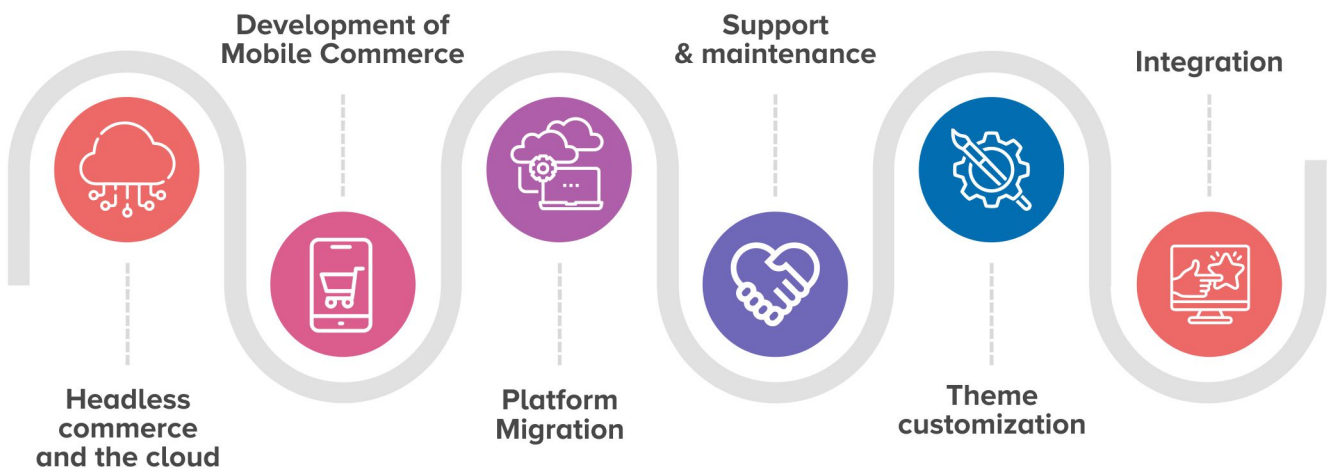 Headless
commerce
and the cloud
Development of
Mobile Commerce
Platform
Migration
Support
& maintenance
Theme
customization
Integration